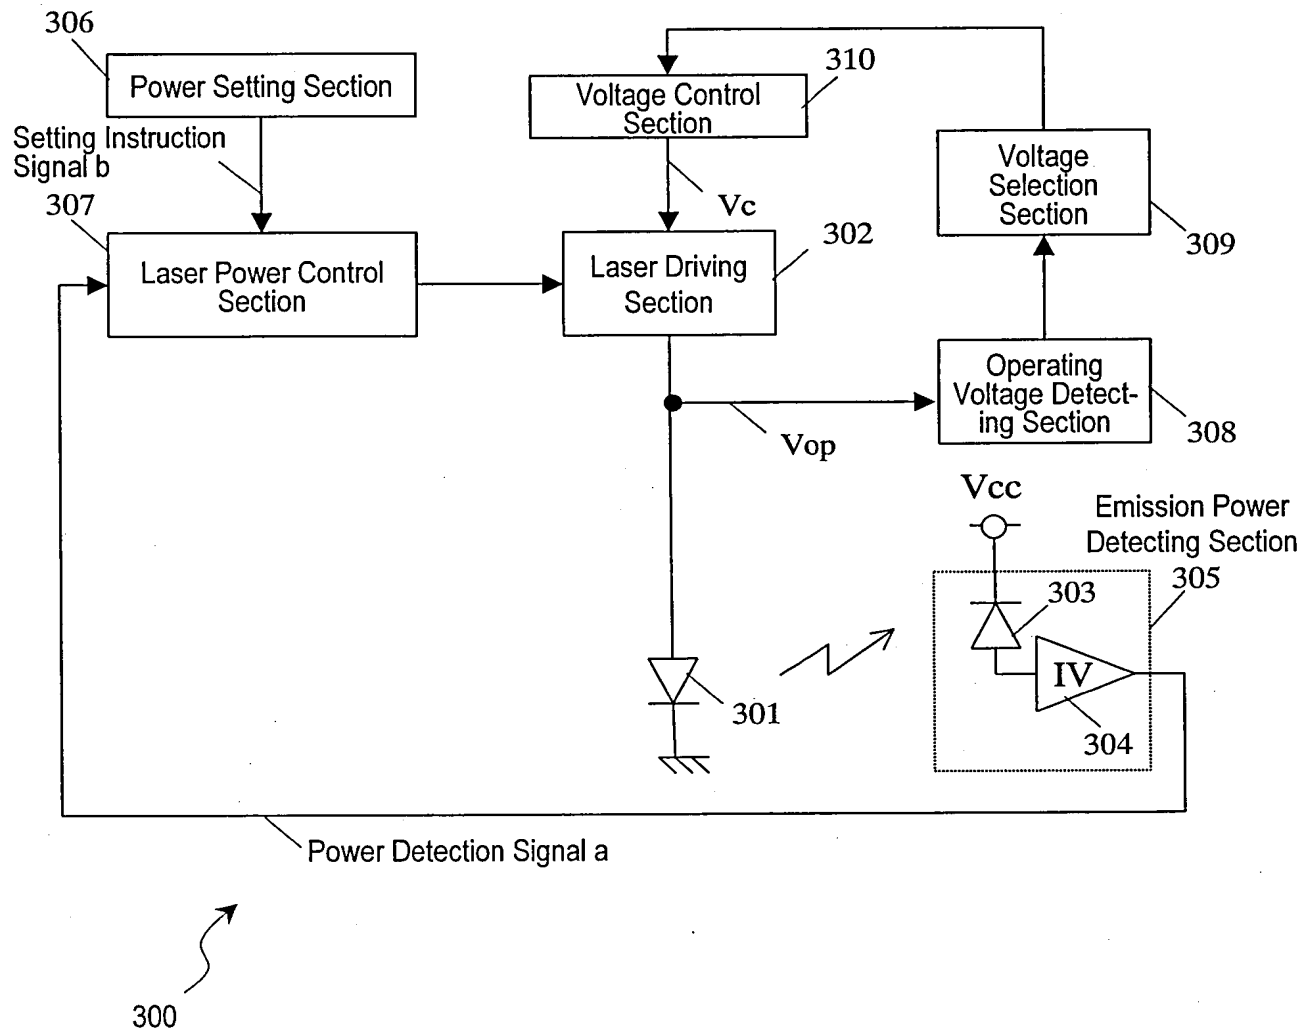 306
Power Setting Section
Setting Instruction
Signal b
307
Laser Power Control
Section
310
Voltage Control
Section
Vc
302
Laser Driving
Section
Voltage
Selection
Section
309
Operating
Voltage Detect-
ing Section
308
Vop
Vcc
Emission Power
Detecting Section
305
303
IV
304
301
Power Detection Signal a
300